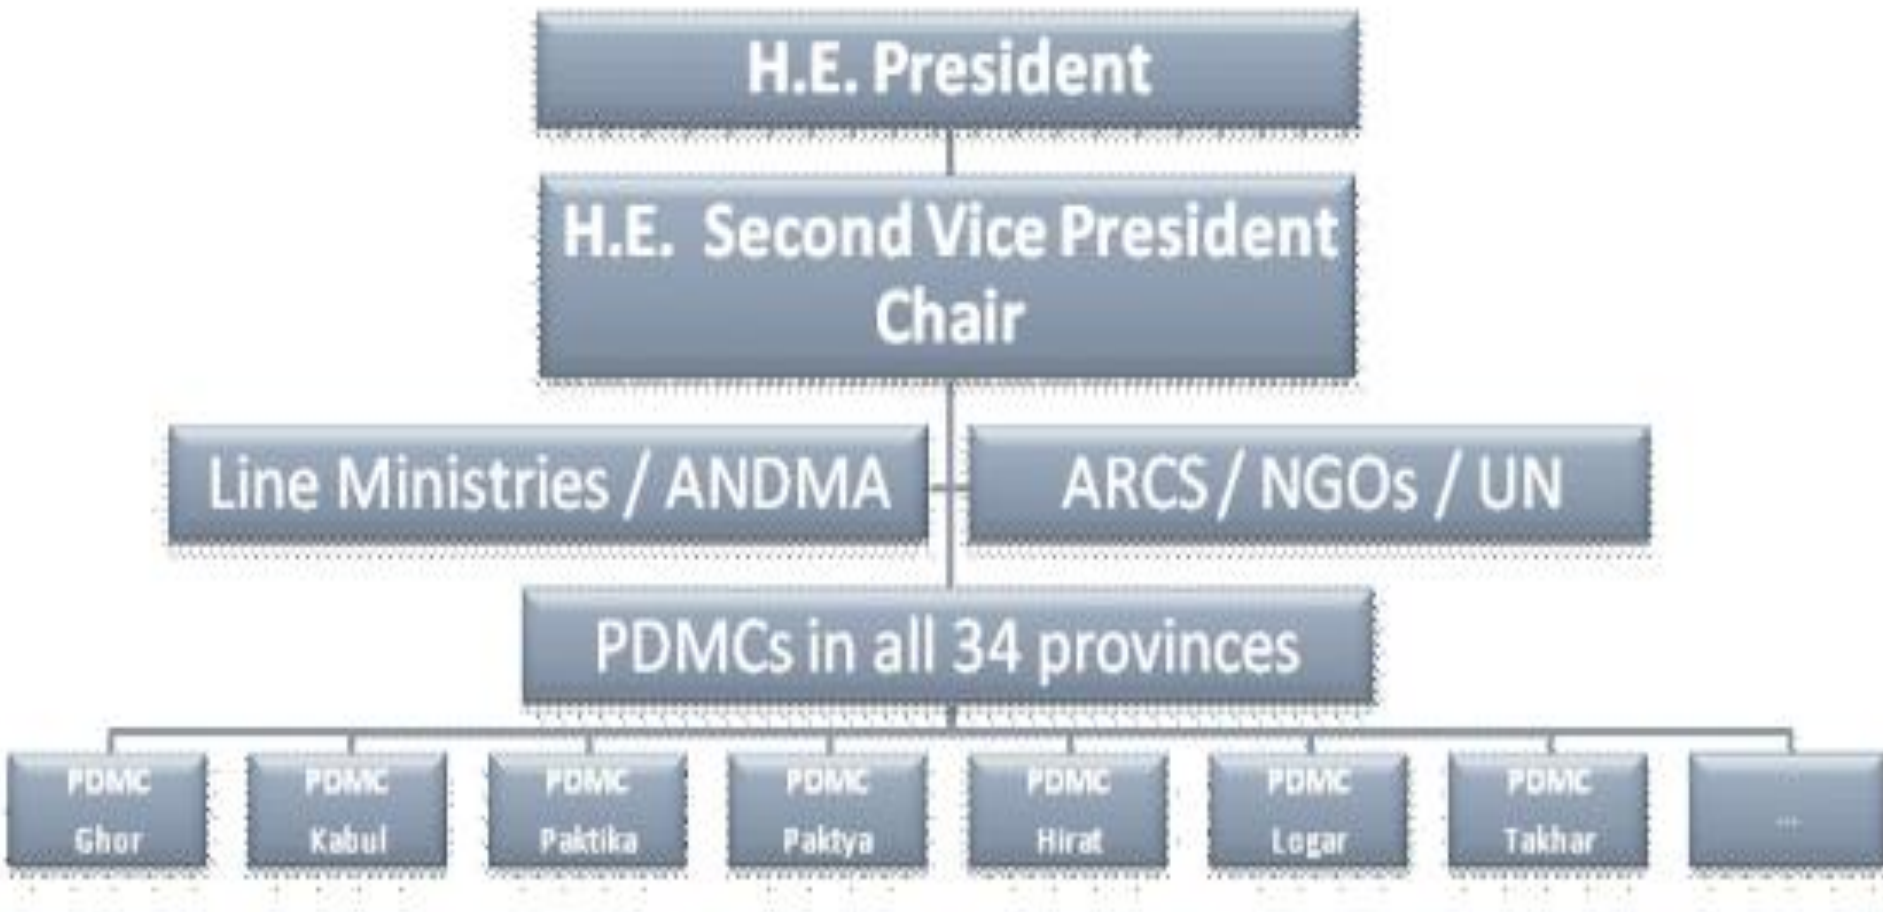 H.E. President
H.E. Second Vice President
Chair
Line Ministries / ANDMA
ARCS / NGOs / UN
PDMCs in all 34 provinces
PDMC
Ghor
PDMC
Kabul
PDMC
Paktika
PDMC
Paktya
PDMC
Hirat
PDMC
Logar
PDMC
Takhar
...